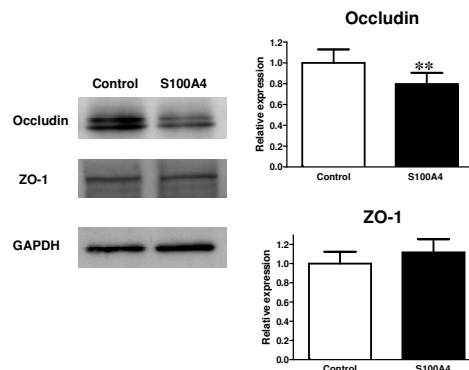 Control S100A4
Occludin
ZO-1
GAPDH
Occludin
Relative expression
1.2
1.0
0.8
0.6
0.4
0.2
0.0
**
Control S100A4
ZO-1
Relative expression
1.2
1.0
0.8
0.6
0.4
0.2
0.0
Control S100A4